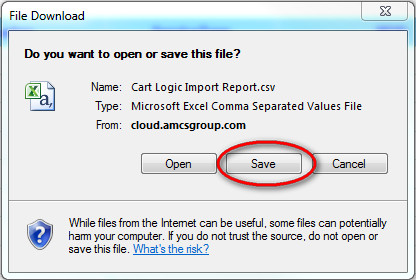 File Download
Do you want to open or save this file?
Name: Cart Logic Import Report.csv
Type: Microsoft Excel Comma Separated Values File
From: cloud.amcsgroup.com
Open Save Cancel
While files from the Internet can be useful, some files can potentially
harm your computer. If you do not trust the source, do not open or
save this file. What's the risk?